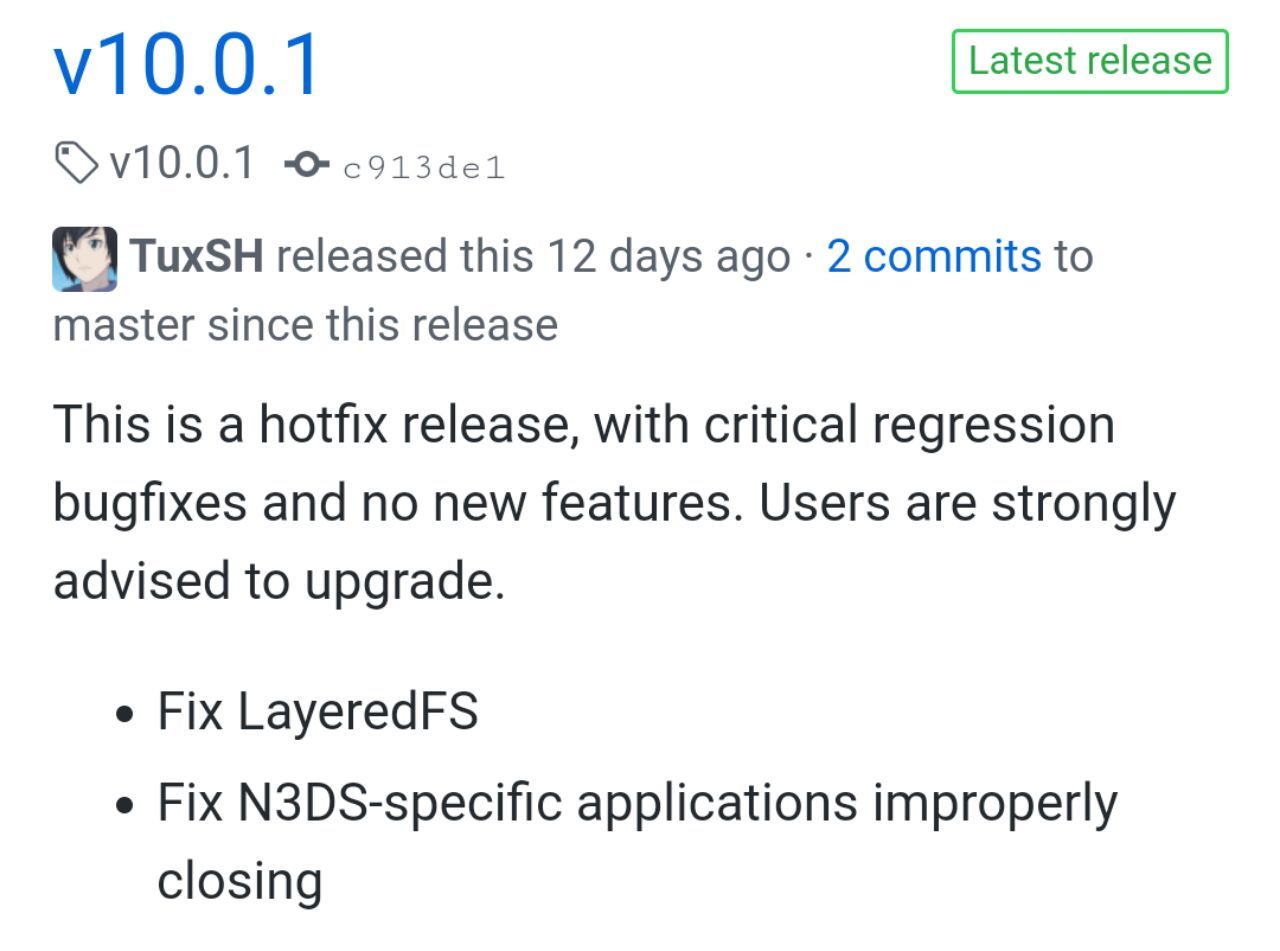 v10.0.1
Latest release
v10.0.1 c913de1
TuxSH released this 12 days ago · 2 commits to
master since this release
This is a hotfix release, with critical regression
bugfixes and no new features. Users are strongly
advised to upgrade.
• Fix LayeredFS
• Fix N3DS-specific applications improperly
closing